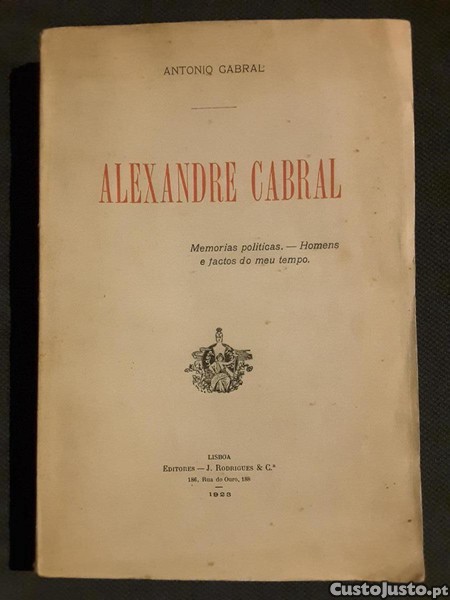 ANTONIO CABRAL
ALEXANDRE CABRAL
Memorias politicas. — Homens
e factos do meu tempo.
LISBOA
EDITORES — J. RODRIGUES & C.ª
186, Rua do Ouro, 188
1923
CustoJusto.pt